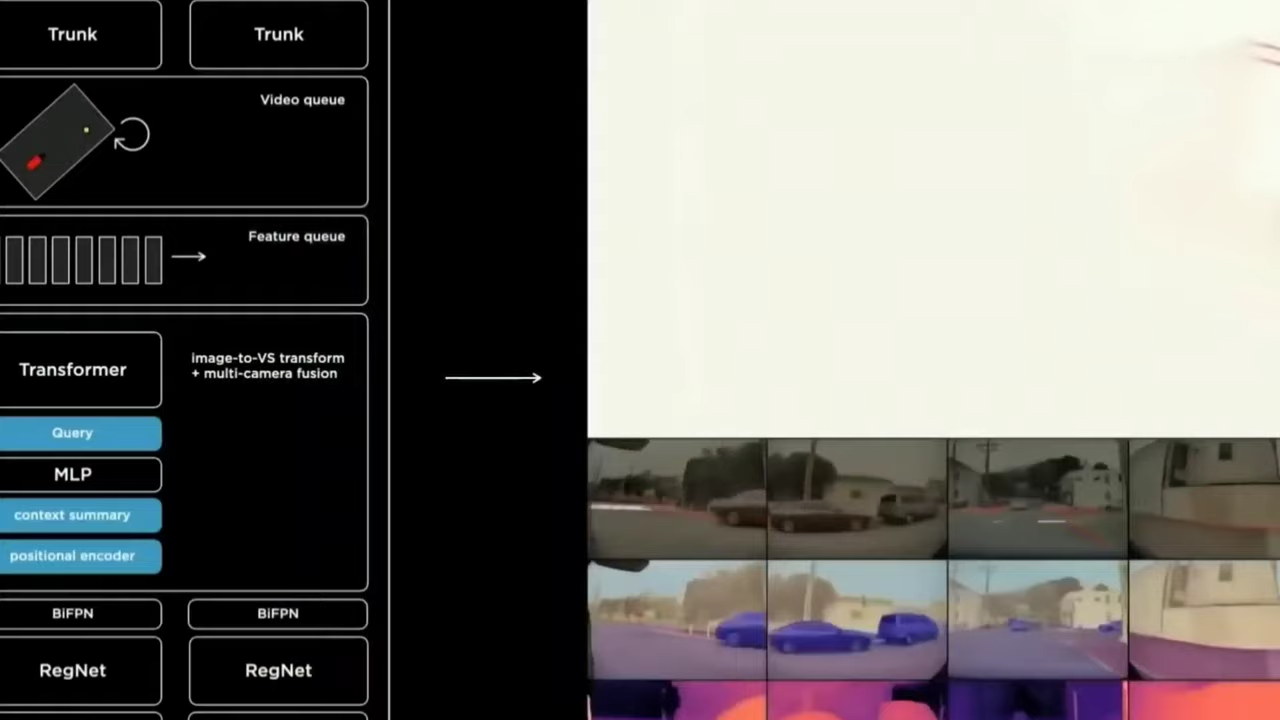 Trunk
Trunk
Video queue
Feature queue
Transformer
image-to-VS transform
+ multi-camera fusion
Query
MLP
context summary
positional encoder
BiFPN
BiFPN
RegNet
RegNet